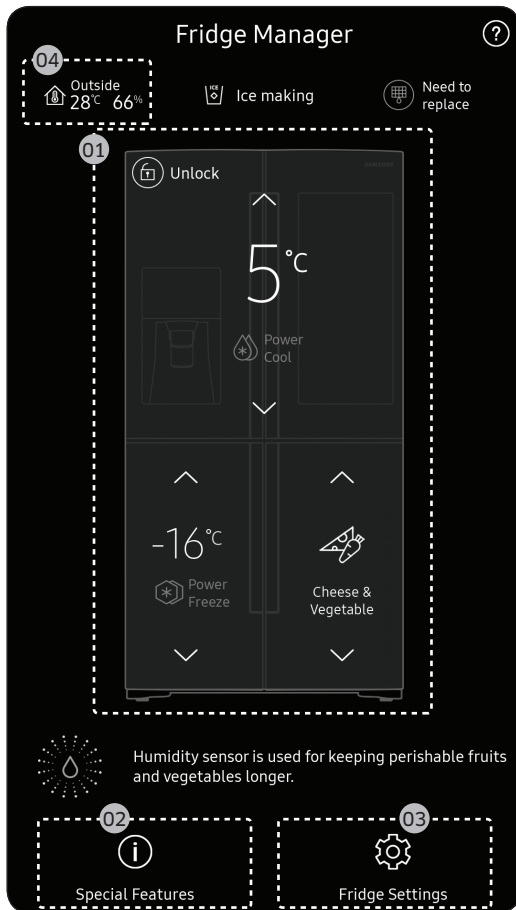 Fridge Manager
?
04
Outside
28℃ 66%
ICE
Ice making
Need to
replace
01
Unlock
SAMSUNG
5℃
Power
Cool
-16℃
Power
Freeze
Cheese &
Vegetable
Humidity sensor is used for keeping perishable fruits
and vegetables longer.
02
03
i
Special Features
Fridge Settings